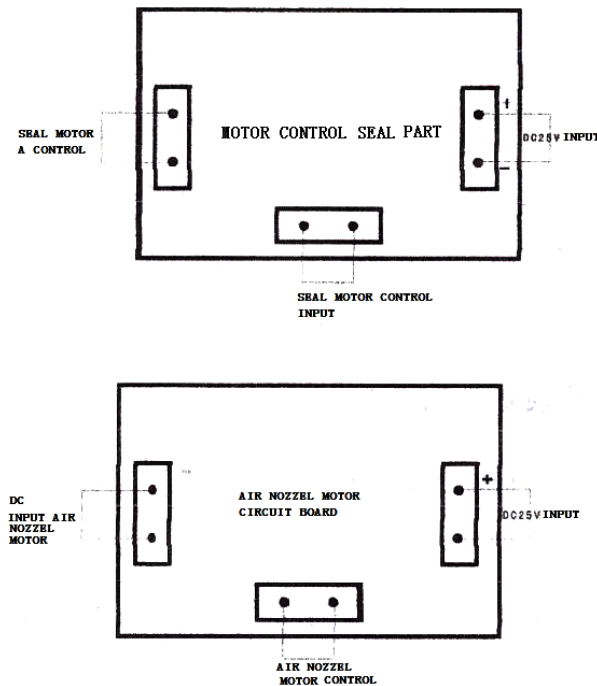 MOTOR CONTROL SEAL PART
SEAL MOTOR
A CONTROL
+
DC25V INPUT
−
SEAL MOTOR CONTROL
INPUT
DC
INPUT AIR
NOZZEL
MOTOR
AIR NOZZEL MOTOR
CIRCUIT BOARD
+
DC25V INPUT
AIR NOZZEL
MOTOR CONTROL